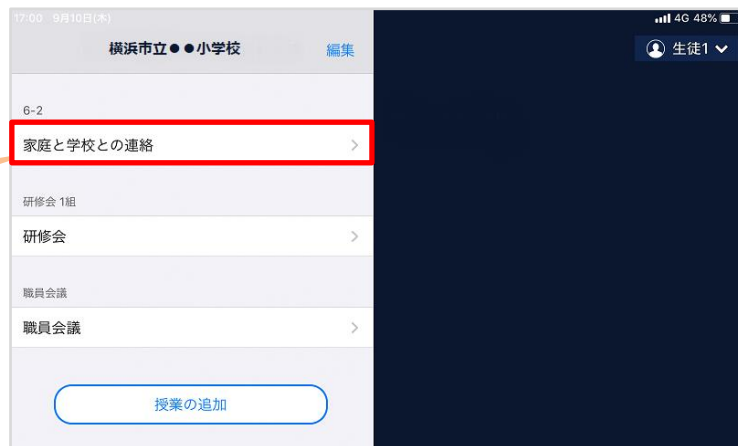 17:00 9月10日(木)
4G 48%
横浜市立●●小学校
編集
生徒1
6-2
家庭と学校との連絡
研修会 1組
研修会
職員会議
職員会議
授業の追加